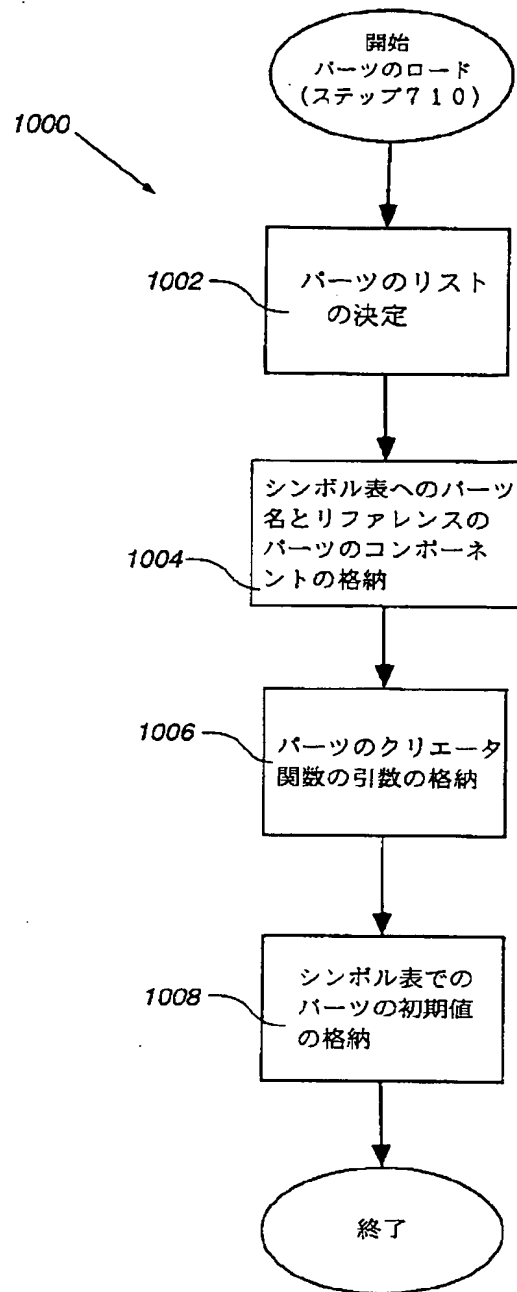 開始
パーツのロード
(ステップ710)
1000
1002
パーツのリスト
の決定
シンボル表へのパーツ
名とリファレンスの
パーツのコンポーネ
ントの格納
1004
1006
パーツのクリエータ
関数の引数の格納
シンボル表での
パーツの初期値
の格納
1008
終了